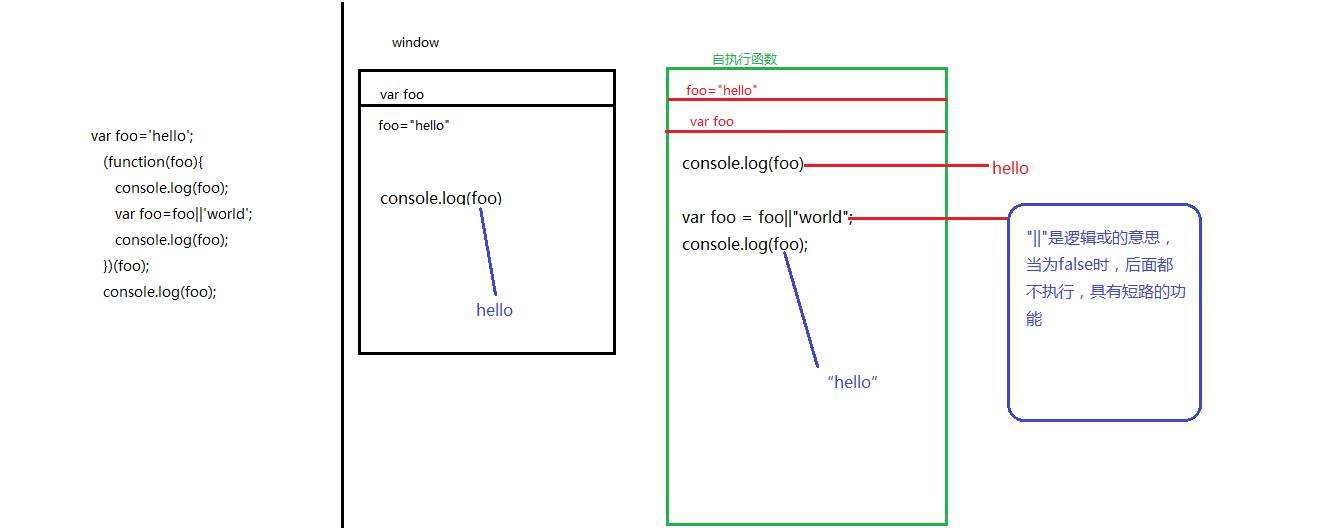 var foo='hello';
(function(foo){
console.log(foo);
var foo=foo||'world';
console.log(foo);
})(foo);
console.log(foo);
window
var foo
foo="hello"
console.log(foo)
hello
自执行函数
foo="hello"
var foo
console.log(foo)
hello
var foo = foo||"world";
console.log(foo);
“hello”
"||"是逻辑或的意思，
当为false时，后面都
不执行，具有短路的功
能